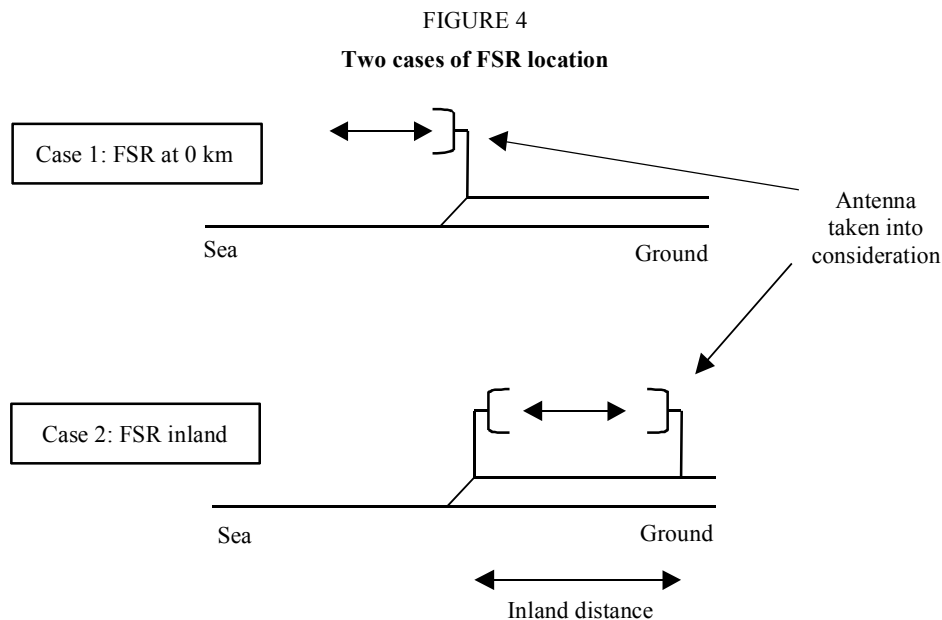 FIGURE 4
Two cases of FSR location
Case 1: FSR at 0 km
Antenna
taken into
consideration
Sea
Ground
Case 2: FSR inland
Sea
Ground
Inland distance